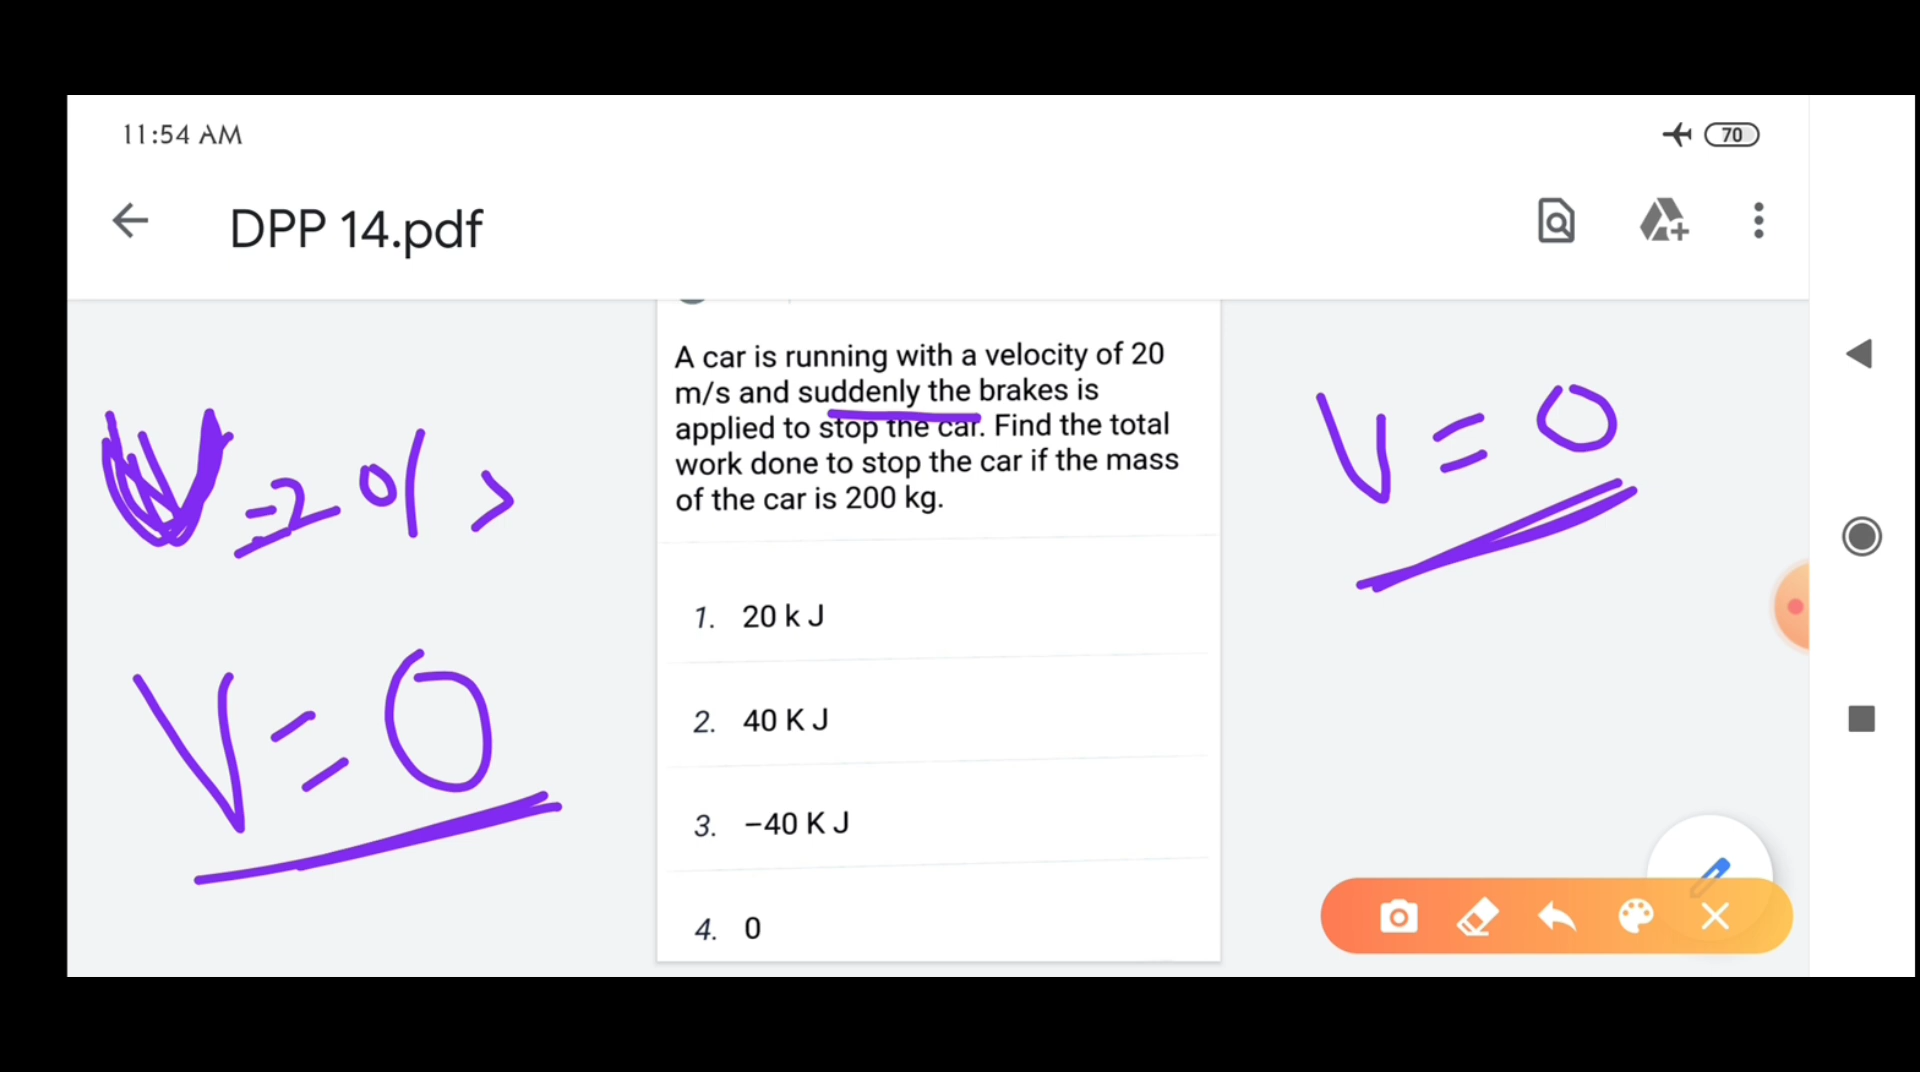 11:54 AM
70
DPP 14.pdf
A car is running with a velocity of 20
m/s and suddenly the brakes is
applied to stop the car. Find the total
work done to stop the car if the mass
of the car is 200 kg.
1. 20 k J
2. 40 K J
3. −40 K J
4. 0
V=0
V=0